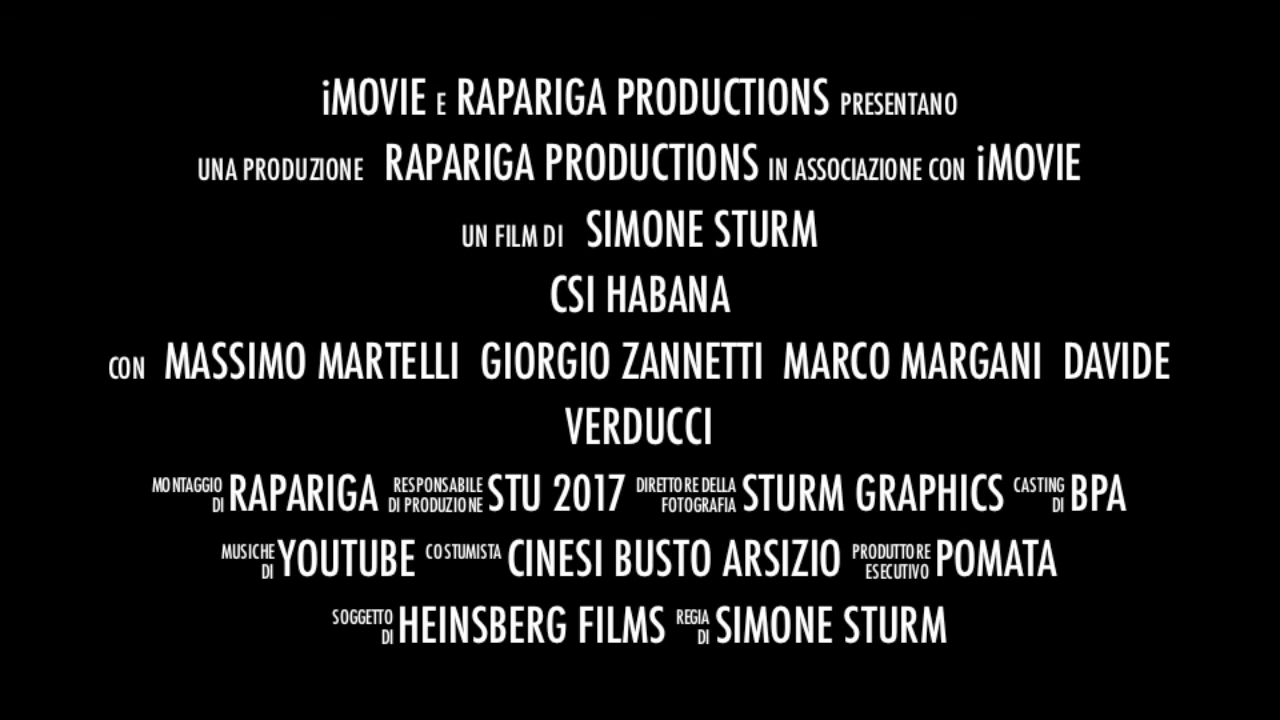 iMOVIE E RAPARIGA PRODUCTIONS PRESENTANO
UNA PRODUZIONE RAPARIGA PRODUCTIONS IN ASSOCIAZIONE CON iMOVIE
UN FILM DI SIMONE STURM
CSI HABANA
CON MASSIMO MARTELLI GIORGIO ZANNETTI MARCO MARGANI DAVIDE
VERDUCCI
MONTAGGIO DI RAPARIGA RESPONSABILE DI PRODUZIONE STU 2017 DIRETTORE DELLA FOTOGRAFIA STURM GRAPHICS CASTING DI BPA
MUSICHE DI YOUTUBE COSTUMISTA CINESI BUSTO ARSIZIO PRODUTTORE ESECUTIVO POMATA
SOGGETTO DI HEINSBERG FILMS REGIA DI SIMONE STURM